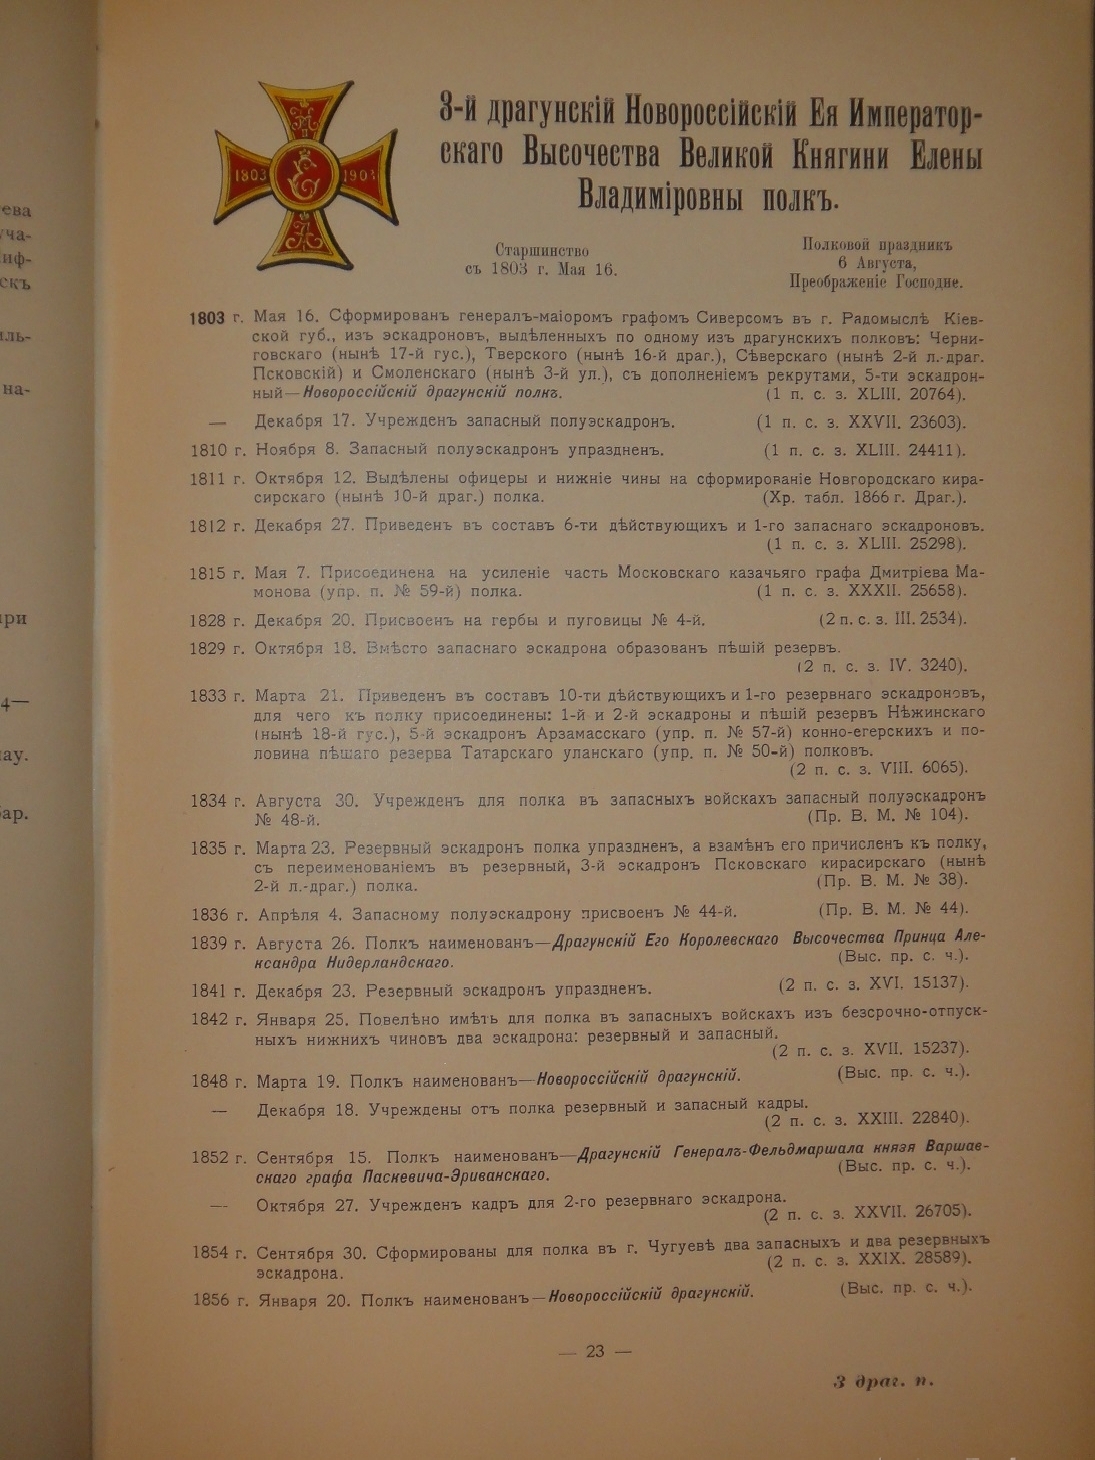 3-й драгунскій Новороссійскій Ея Император-
скаго Высочества Великой Княгини Елены
Владиміровны полкъ.
1803
1903
Старшинство
съ 1803 г. Мая 16.
Полковой праздникъ
6 Августа,
Преображеніе Господне.
1803 г. Мая 16. Сформированъ генералъ-маіоромъ графомъ Сиверсомъ въ г. Радомыслѣ Кіев-
ской губ., изъ эскадроновъ, выдѣленныхъ по одному изъ драгунскихъ полковъ: Черни-
говскаго (нынѣ 17-й гус.), Тверского (нынѣ 16-й драг.), Сѣверскаго (нынѣ 2-й л.-драг.
Псковскій) и Смоленскаго (нынѣ 3-й ул.), съ дополненіемъ рекрутами, 5-ти эскадрон-
ный—Новороссійскій драгунскій полкъ. (1 п. с. з. XLIII. 20764).
— Декабря 17. Учрежденъ запасный полуэскадронъ. (1 п. с. з. XXVII. 23603).
1810 г. Ноября 8. Запасный полуэскадронъ упраздненъ. (1 п. с. з. XLIII. 24411).
1811 г. Октября 12. Выдѣлены офицеры и нижніе чины на сформированіе Новгородскаго кира-
сирскаго (нынѣ 10-й драг.) полка. (Хр. табл. 1866 г. Драг.).
1812 г. Декабря 27. Приведенъ въ составъ 6-ти дѣйствующихъ и 1-го запаснаго эскадроновъ.
(1 п. с. з. XLIII. 25298).
1815 г. Мая 7. Присоединена на усиленіе часть Московскаго казачьяго графа Дмитріева Ма-
монова (упр. п. № 59-й) полка. (1 п. с. з. XXXII. 25658).
1828 г. Декабря 20. Присвоенъ на гербы и пуговицы № 4-й. (2 п. с. з. III. 2534).
1829 г. Октября 18. Вмѣсто запаснаго эскадрона образованъ пѣшій резервъ.
(2 п. с. з. IV. 3240).
1833 г. Марта 21. Приведенъ въ составъ 10-ти дѣйствующихъ и 1-го резервнаго эскадроновъ,
для чего къ полку присоединены: 1-й и 2-й эскадроны и пѣшій резервъ Нѣжинскаго
(нынѣ 18-й гус.), 5-й эскадронъ Арзамасскаго (упр. п. № 57-й) конно-егерскихъ и по-
ловина пѣшаго резерва Татарскаго уланскаго (упр. п. № 50-й) полковъ.
(2 п. с. з. VIII. 6065).
1834 г. Августа 30. Учрежденъ для полка въ запасныхъ войскахъ запасный полуэскадронъ
№ 48-й. (Пр. В. М. № 104).
1835 г. Марта 23. Резервный эскадронъ полка упраздненъ, а взамѣнъ его причисленъ къ полку,
съ переименованіемъ въ резервный, 3-й эскадронъ Псковскаго кирасирскаго (нынѣ
2-й л.-драг.) полка. (Пр. В. М. № 38).
1836 г. Апрѣля 4. Запасному полуэскадрону присвоенъ № 44-й. (Пр. В. М. № 44).
1839 г. Августа 26. Полкъ наименованъ—Драгунскій Его Королевскаго Высочества Принца Але-
ксандра Нидерландскаго. (Выс. пр. с. ч.).
1841 г. Декабря 23. Резервный эскадронъ упраздненъ. (2 п. с. з. XVI. 15137).
1842 г. Января 25. Повелѣно имѣть для полка въ запасныхъ войскахъ изъ безсрочно-отпуск-
ныхъ нижнихъ чиновъ два эскадрона: резервный и запасный.
(2 п. с. з. XVII. 15237).
1848 г. Марта 19. Полкъ наименованъ—Новороссійскій драгунскій. (Выс. пр. с. ч.).
— Декабря 18. Учреждены отъ полка резервный и запасный кадры.
(2 п. с. з. XXIII. 22840).
1852 г. Сентября 15. Полкъ наименованъ—Драгунскій Генералъ-Фельдмаршала князя Варшав-
скаго графа Паскевича-Эриванскаго. (Выс. пр. с. ч.).
— Октября 27. Учрежденъ кадръ для 2-го резервнаго эскадрона.
(2 п. с. з. XXVII. 26705).
1854 г. Сентября 30. Сформированы для полка въ г. Чугуевѣ два запасныхъ и два резервныхъ
эскадрона. (2 п. с. з. XXIX. 28589).
1856 г. Января 20. Полкъ наименованъ—Новороссійскій драгунскій. (Выс. пр. с. ч.).
— 23 —
3 драг. п.